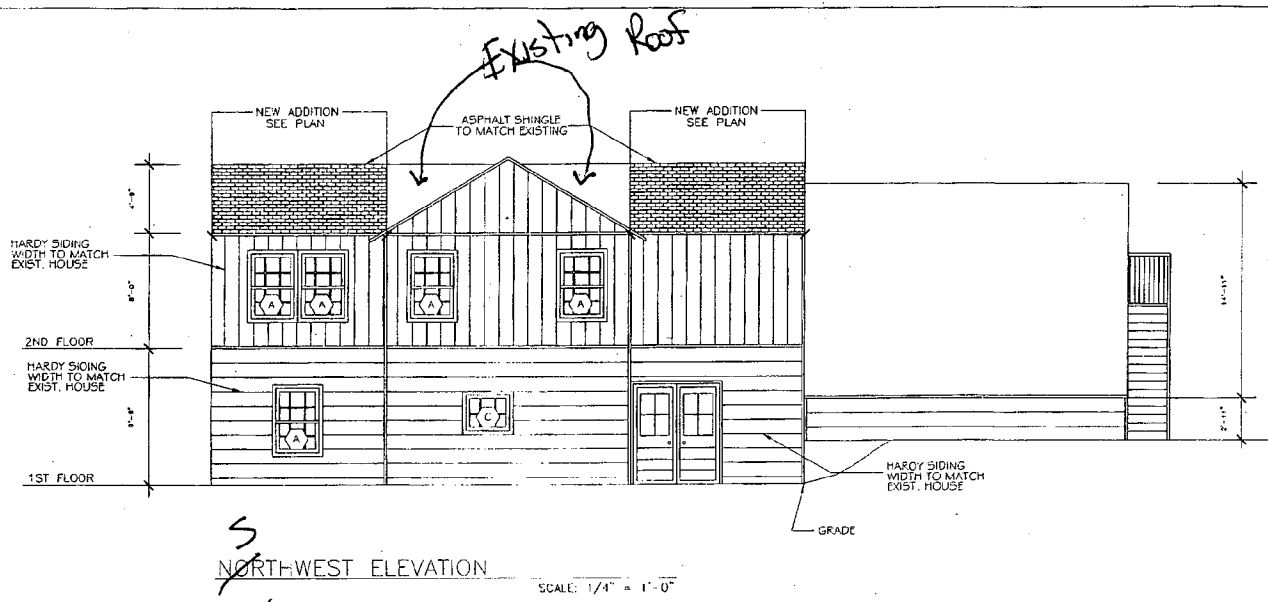 Existing Roof
NEW ADDITION
SEE PLAN
ASPHALT SHINGLE
TO MATCH EXISTING
NEW ADDITION
SEE PLAN
HARDY SIDING
WIDTH TO MATCH
EXIST. HOUSE
A
A
A
A
2ND FLOOR
HARDY SIDING
WIDTH TO MATCH
EXIST. HOUSE
A
C
1ST FLOOR
HARDY SIDING
WIDTH TO MATCH
EXIST. HOUSE
GRADE
S
NORTHWEST ELEVATION
SCALE: 1/4" = 1'-0"